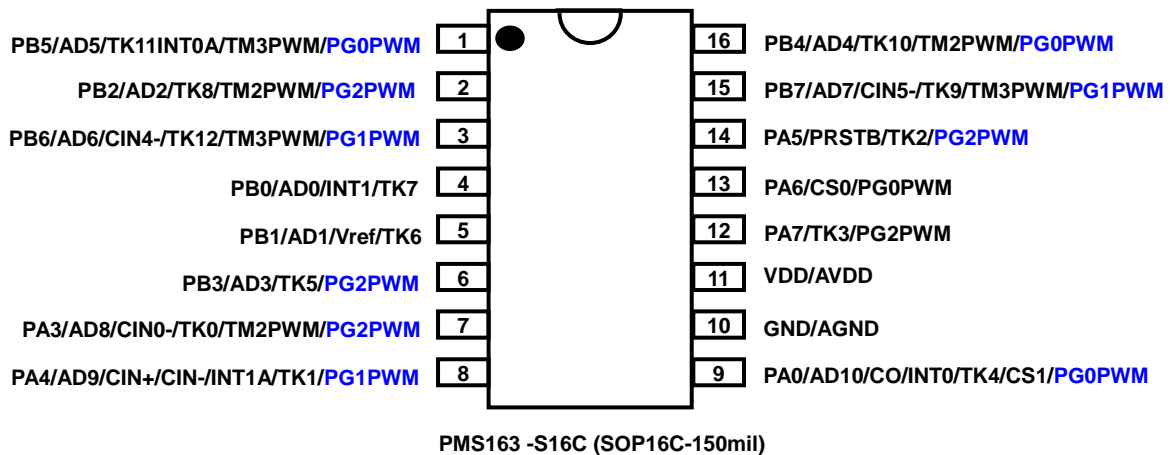 PB5/AD5/TK11INT0A/TM3PWM/PG0PWM 1 16 PB4/AD4/TK10/TM2PWM/PG0PWM
PB2/AD2/TK8/TM2PWM/PG2PWM 2 15 PB7/AD7/CIN5-/TK9/TM3PWM/PG1PWM
PB6/AD6/CIN4-/TK12/TM3PWM/PG1PWM 3 14 PA5/PRSTB/TK2/PG2PWM
PB0/AD0/INT1/TK7 4 13 PA6/CS0/PG0PWM
PB1/AD1/Vref/TK6 5 12 PA7/TK3/PG2PWM
PB3/AD3/TK5/PG2PWM 6 11 VDD/AVDD
PA3/AD8/CIN0-/TK0/TM2PWM/PG2PWM 7 10 GND/AGND
PA4/AD9/CIN+/CIN-/INT1A/TK1/PG1PWM 8 9 PA0/AD10/CO/INT0/TK4/CS1/PG0PWM
PMS163 -S16C (SOP16C-150mil)